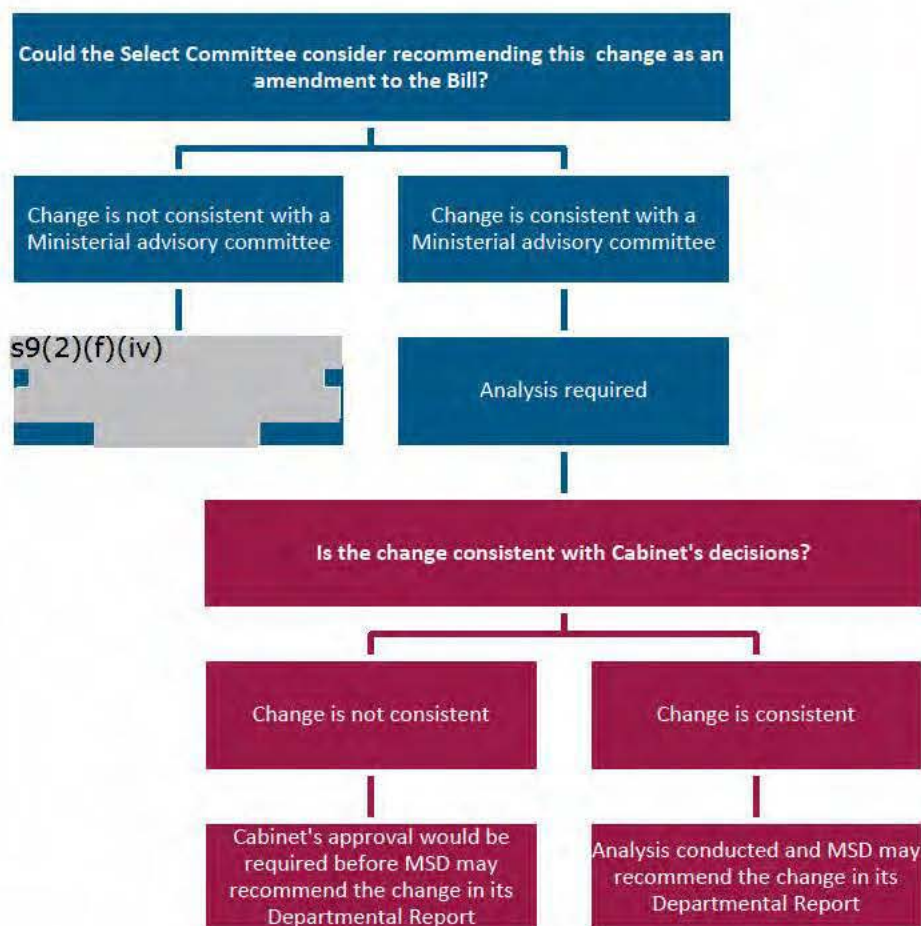 Could the Select Committee consider recommending this change as an
amendment to the Bill?
Change is not consistent with a
Ministerial advisory committee
Change is consistent with a
Ministerial advisory committee
s9(2)(f)(iv)
Analysis required
Is the change consistent with Cabinet's decisions?
Change is not consistent
Change is consistent
Cabinet's approval would be
required before MSD may
recommend the change in its
Departmental Report
Analysis conducted and MSD may
recommend the change in its
Departmental Report